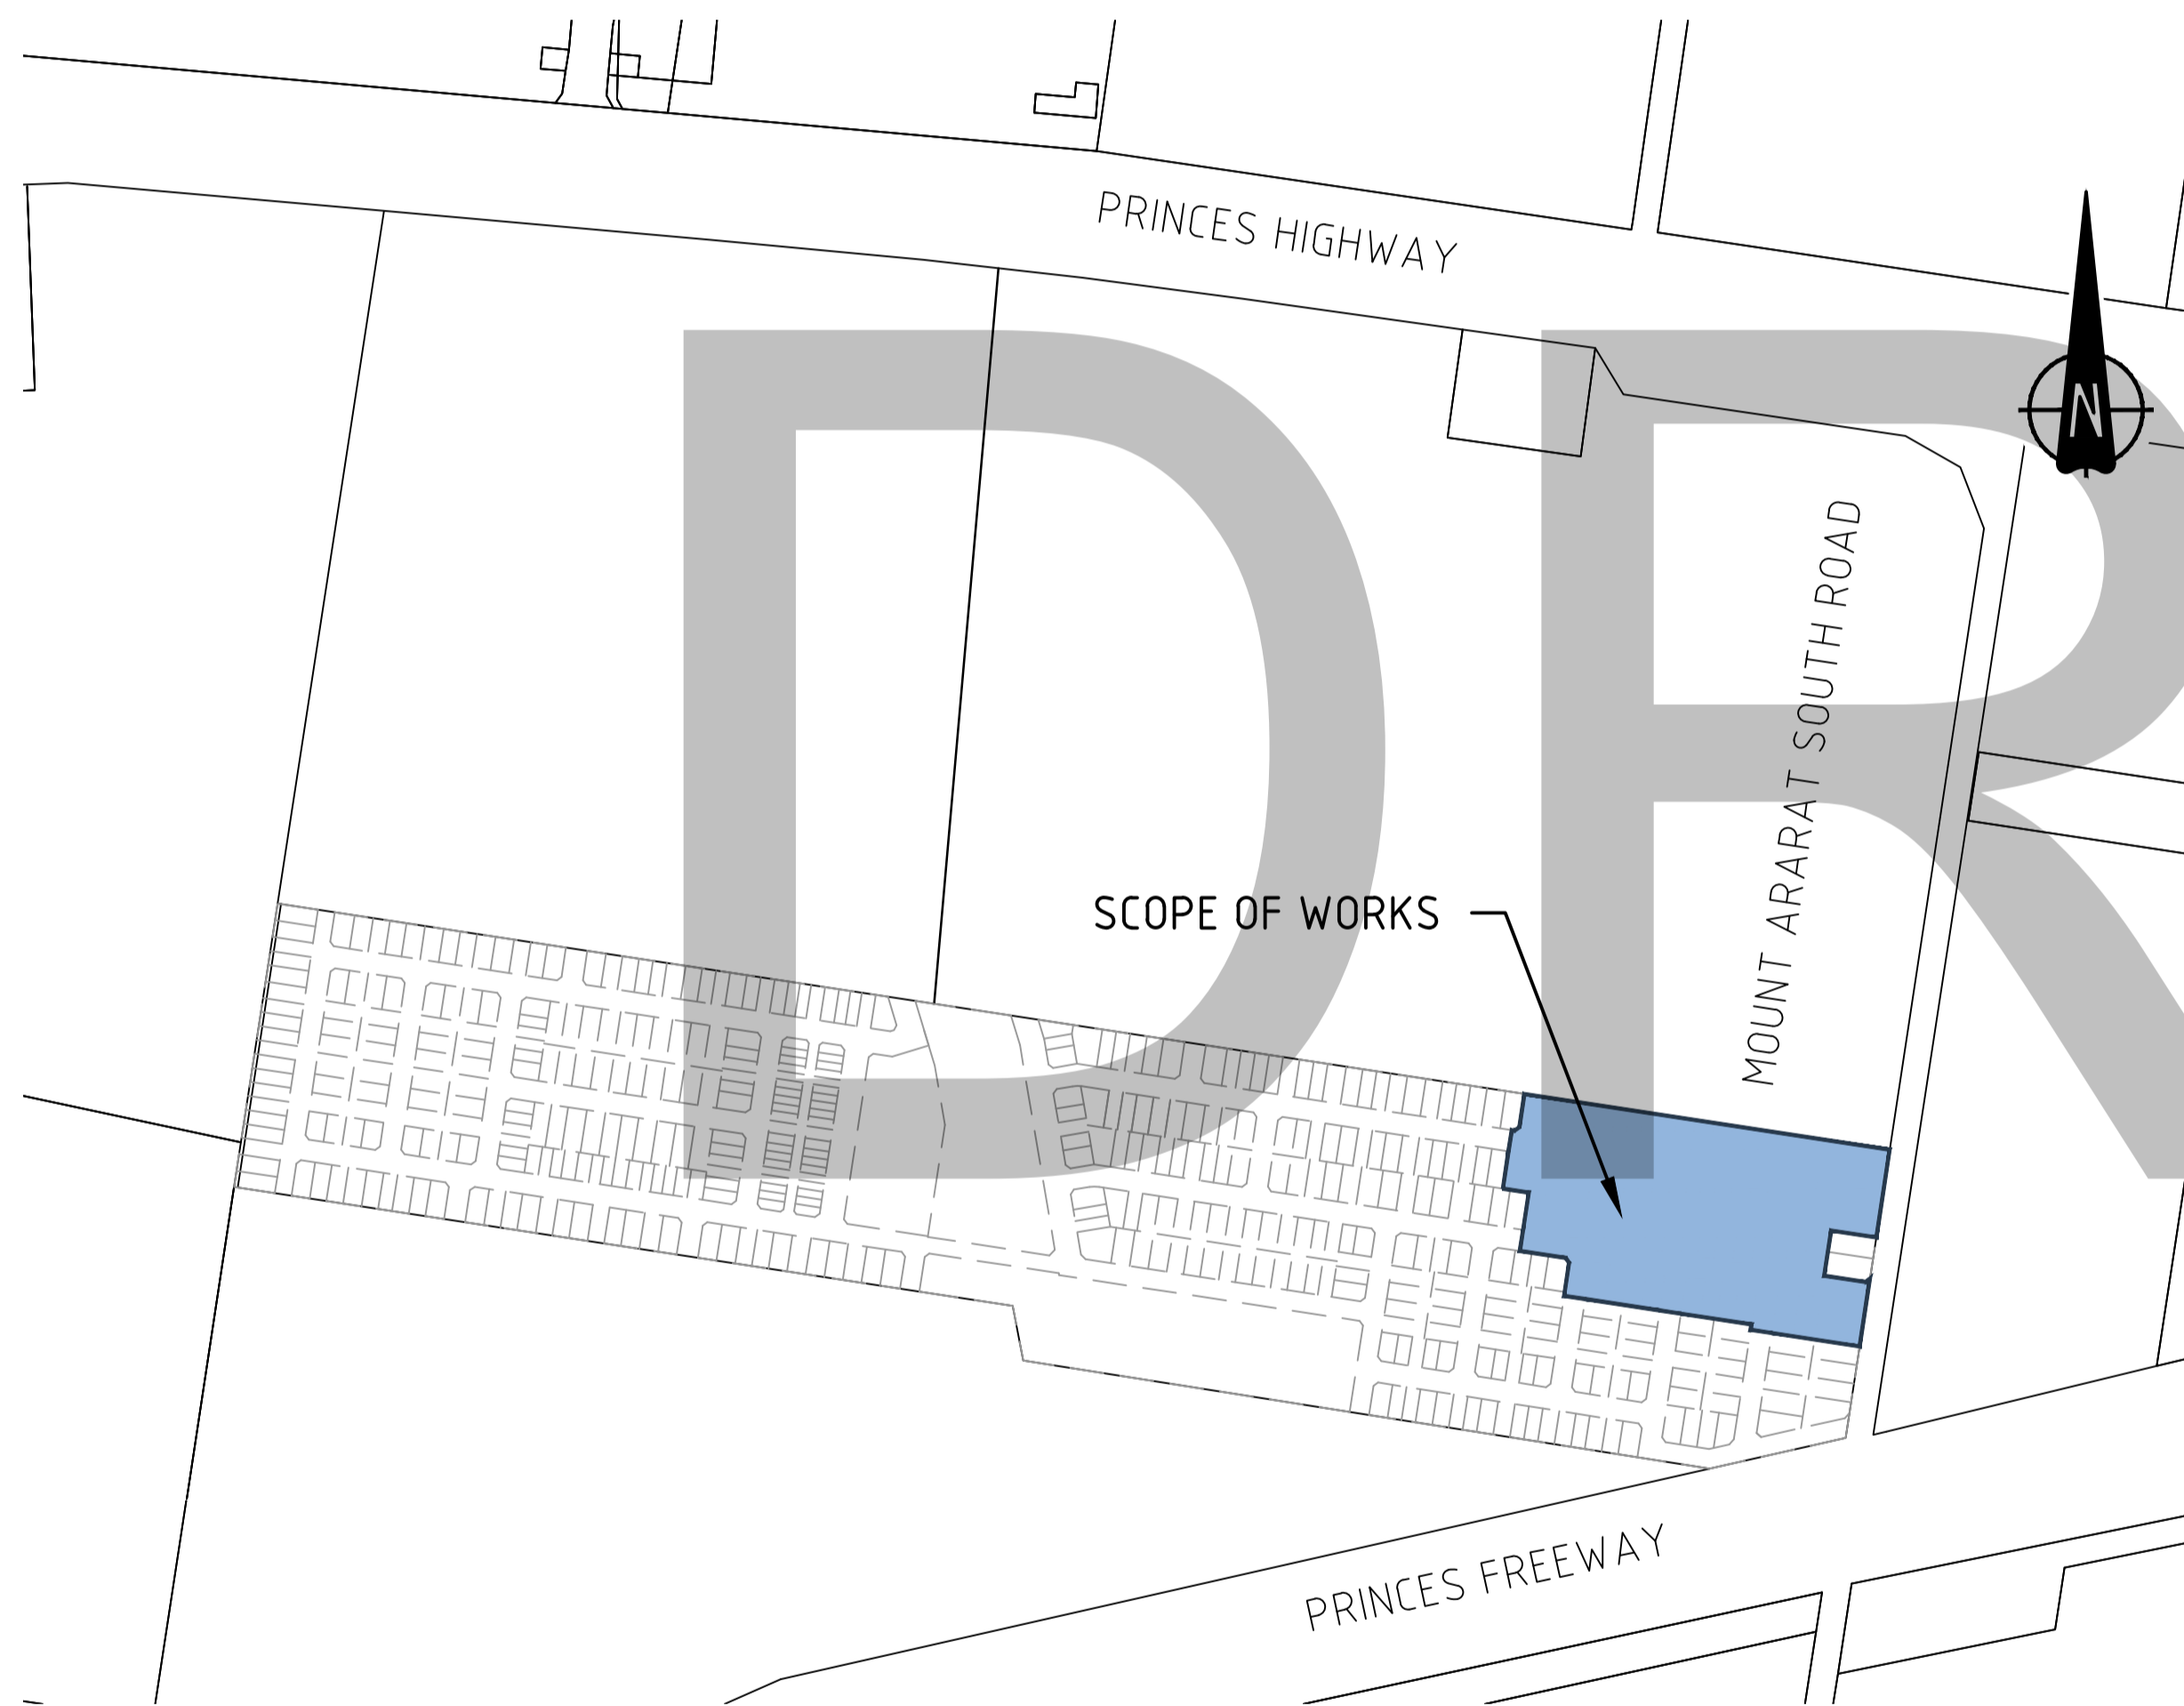 PRINCES HIGHWAY
N
DR
MOUNT ARARAT SOUTH ROAD
SCOPE OF WORKS
PRINCES FREEWAY